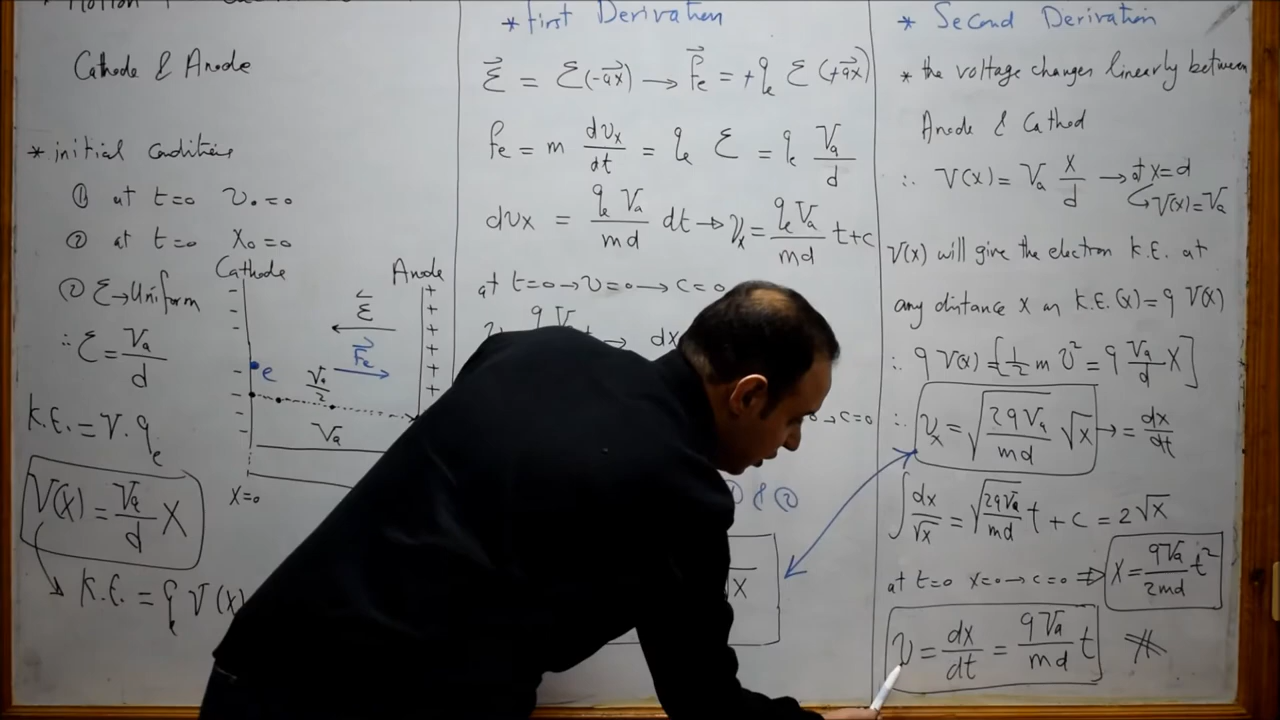 Cathode & Anode
* initial conditions
① at t=0 v₀=0
② at t=0 x₀=0
② ℰ→Uniform
∴ ℰ = Va/d
K.E. = V·qe
V(x) = Va/d X
K.E. = qe V(x)
Cathode
Anode
ℰ
Fe
e
Va/2
Va
X=0
* First Derivation
ℰ = ℰ(-ax) → Fe = +qe ℰ (+ax)
Fe = m dvx/dt = qe ℰ = qe Va/d
dvx = qe Va/md dt → vx = qe Va/md t+c
at t=0→v=0→c=0
dx
→c=0
① & ②
√x
* Second Derivation
* the voltage changes linearly between
Anode & Cathod
∴ V(x) = Va x/d → at x=d
↪ V(x)=Va
V(x) will give the electron K.E. at
any distance x as K.E.(x) = q V(x)
∴ q V(x) [½ m v² = q Va/d x]
∴ vx = √(2qVa/md) √x → = dx/dt
∫ dx/√x = √(2qVa/md) t + c = 2√x
at t=0 x=0→c=0 ⇒ x = qVa/2md t²
v = dx/dt = qVa/md t